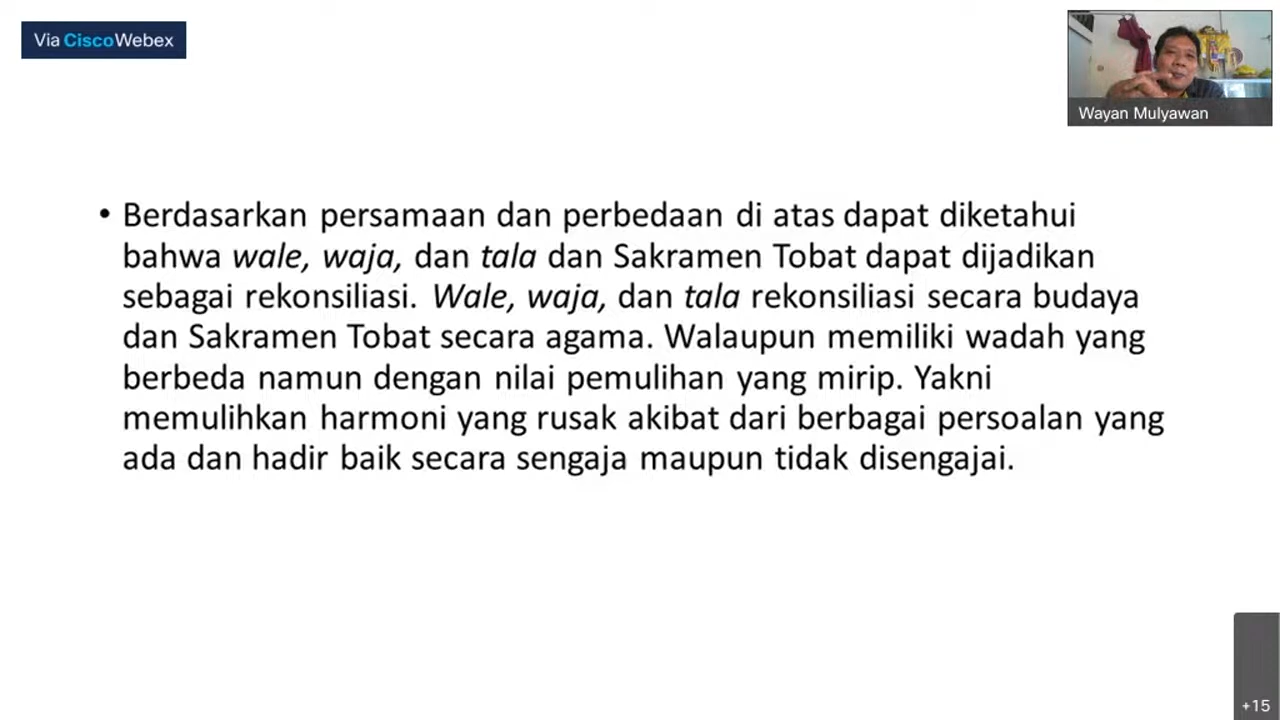 Via Cisco Webex
Wayan Mulyawan
• Berdasarkan persamaan dan perbedaan di atas dapat diketahui
bahwa wale, waja, dan tala dan Sakramen Tobat dapat dijadikan
sebagai rekonsiliasi. Wale, waja, dan tala rekonsiliasi secara budaya
dan Sakramen Tobat secara agama. Walaupun memiliki wadah yang
berbeda namun dengan nilai pemulihan yang mirip. Yakni
memulihkan harmoni yang rusak akibat dari berbagai persoalan yang
ada dan hadir baik secara sengaja maupun tidak disengajai.
+15